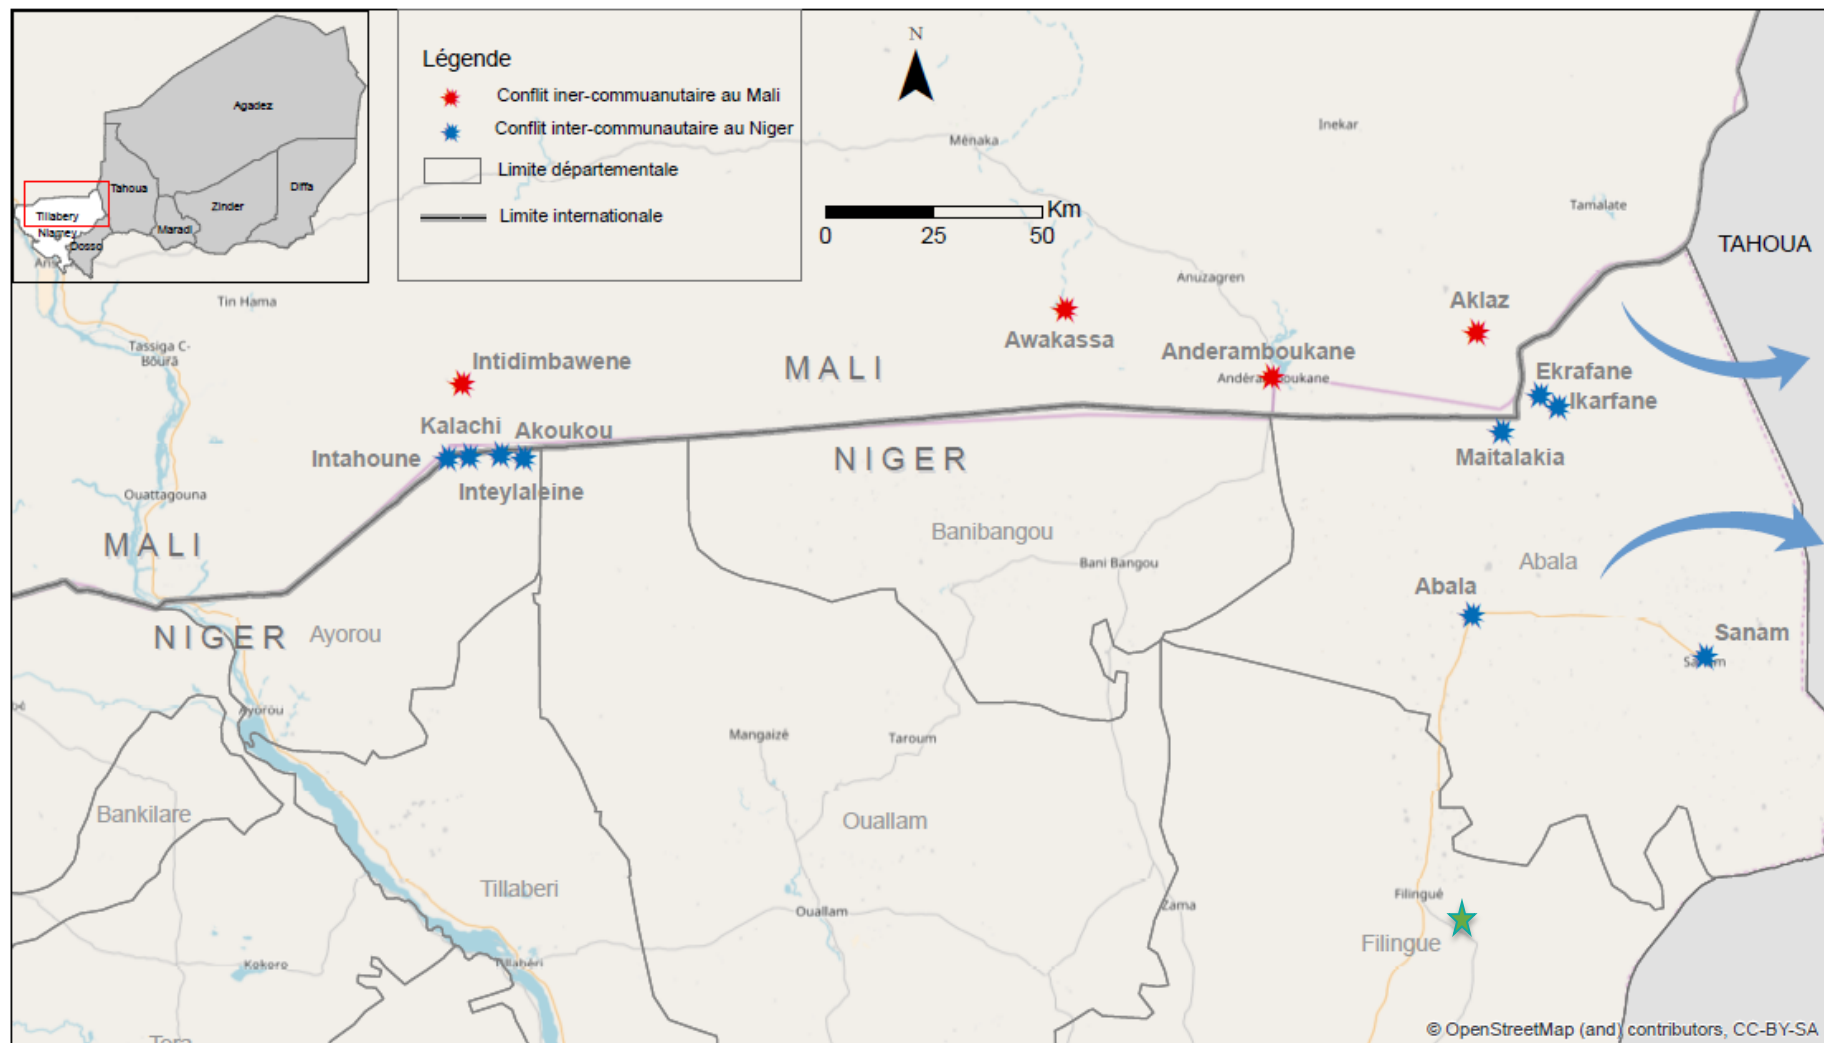 Agadez
Tahoua
Diffa
Zinder
Maradi
Tillabery
Niamey
Dosso
Légende
Conflit iner-commuanutaire au Mali
Conflit inter-communautaire au Niger
Limite départementale
Limite internationale
N
Km
0 25 50
Ménaka
Inekar
Tamalate
TAHOUA
Anuzagren
Tin Hama
Tassiga C-
Bourā
Aklaz
Awakassa
Anderamboukane
Intidimbawene
MALI
Ekrafane
Ikarfane
Kalachi
Akoukou
Intahoune
NIGER
Maitalakia
Inteylaleine
Ouattagouna
MALI
Banibangou
Bani Bangou
Abala
Abala
NIGER
Ayorou
Sanam
Ayorou
Mangaizé
Taroum
Bankilare
Ouallam
Tillaberi
Ouallam
Filingué
Zama
Filingue
Kokoro
Tillabéri
Tera
© OpenStreetMap (and) contributors, CC-BY-SA